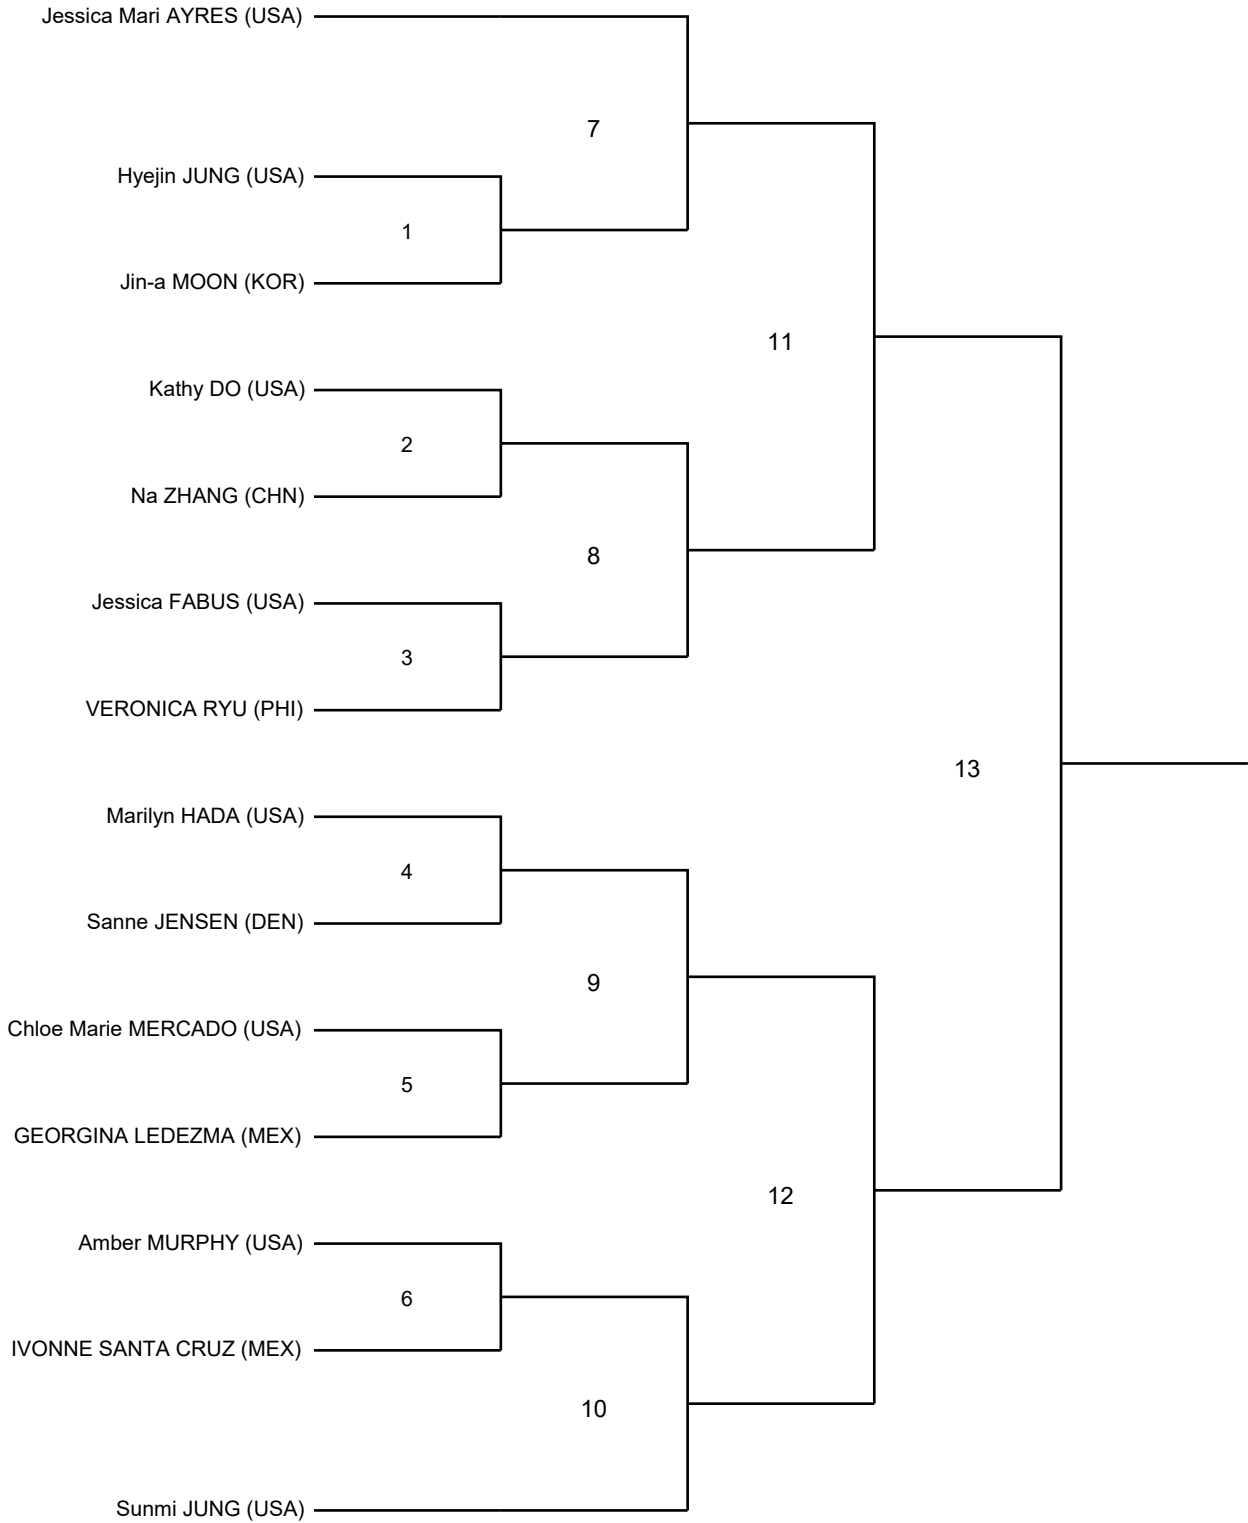 Jessica Mari AYRES (USA)
7
Hyejin JUNG (USA)
1
Jin-a MOON (KOR)
11
Kathy DO (USA)
2
Na ZHANG (CHN)
8
Jessica FABUS (USA)
3
VERONICA RYU (PHI)
13
Marilyn HADA (USA)
4
Sanne JENSEN (DEN)
9
Chloe Marie MERCADO (USA)
5
GEORGINA LEDEZMA (MEX)
12
Amber MURPHY (USA)
6
IVONNE SANTA CRUZ (MEX)
10
Sunmi JUNG (USA)